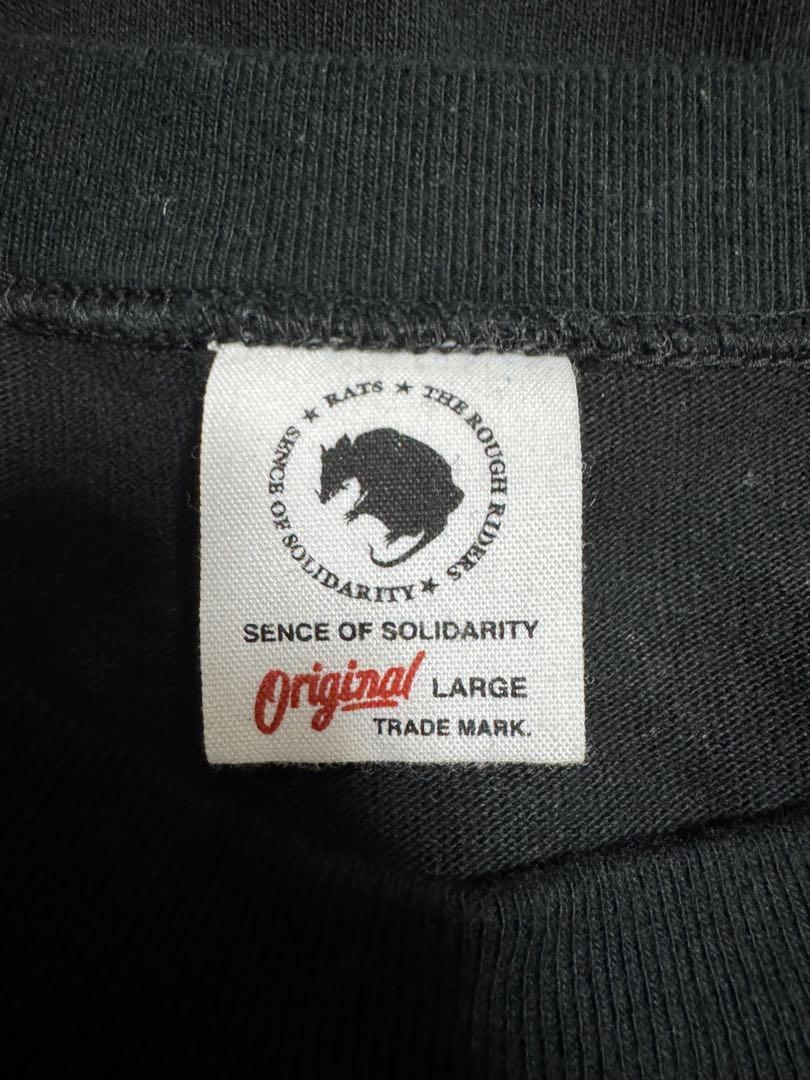 ★ RATS ★ THE ROUGH RIDERS ★ SENCE OF SOLIDARITY
SENCE OF SOLIDARITY
Original LARGE
TRADE MARK.